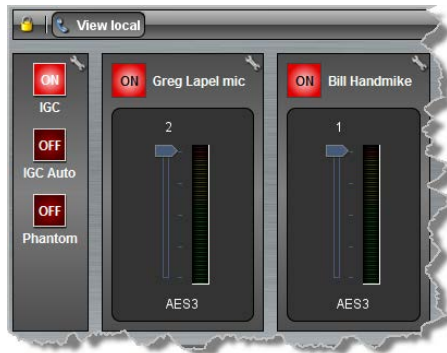 View local
ON
IGC
OFF
IGC Auto
OFF
Phantom
ON Greg Lapel mic
2
AES3
ON Bill Handmike
1
AES3